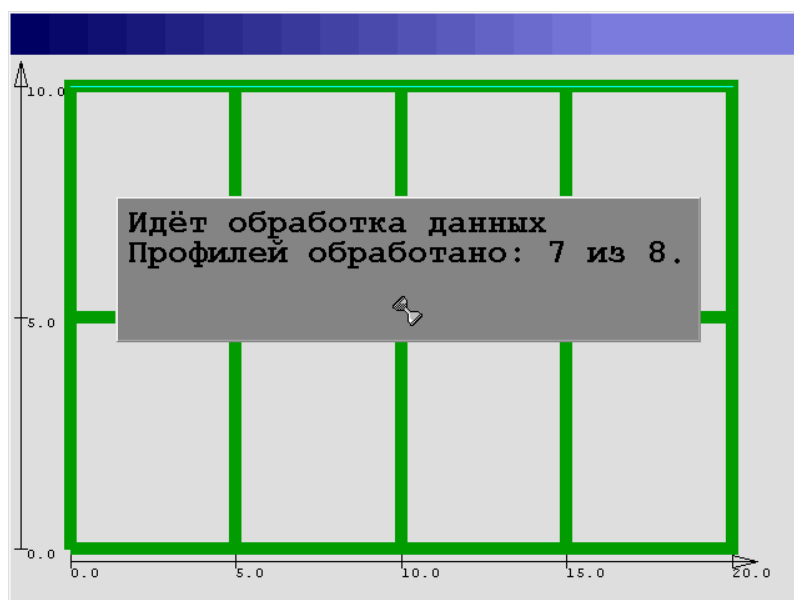 10.0
Идёт обработка данных
Профилей обработано: 7 из 8.
5.0
0.0
0.0 5.0 10.0 15.0 20.0